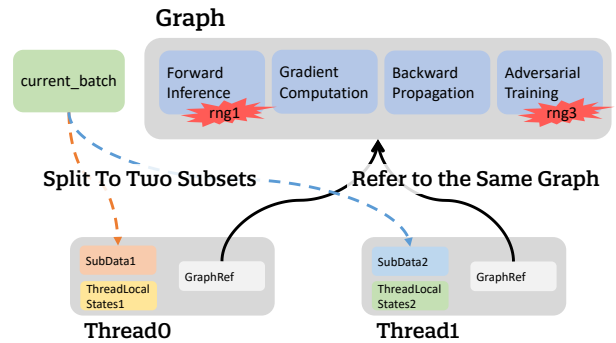 Graph
current_batch
Forward
Inference
rng1
Gradient
Computation
Backward
Propagation
Adversarial
Training
rng3
Split To Two Subsets
Refer to the Same Graph
SubData1
ThreadLocal
States1
GraphRef
Thread0
SubData2
ThreadLocal
States2
GraphRef
Thread1